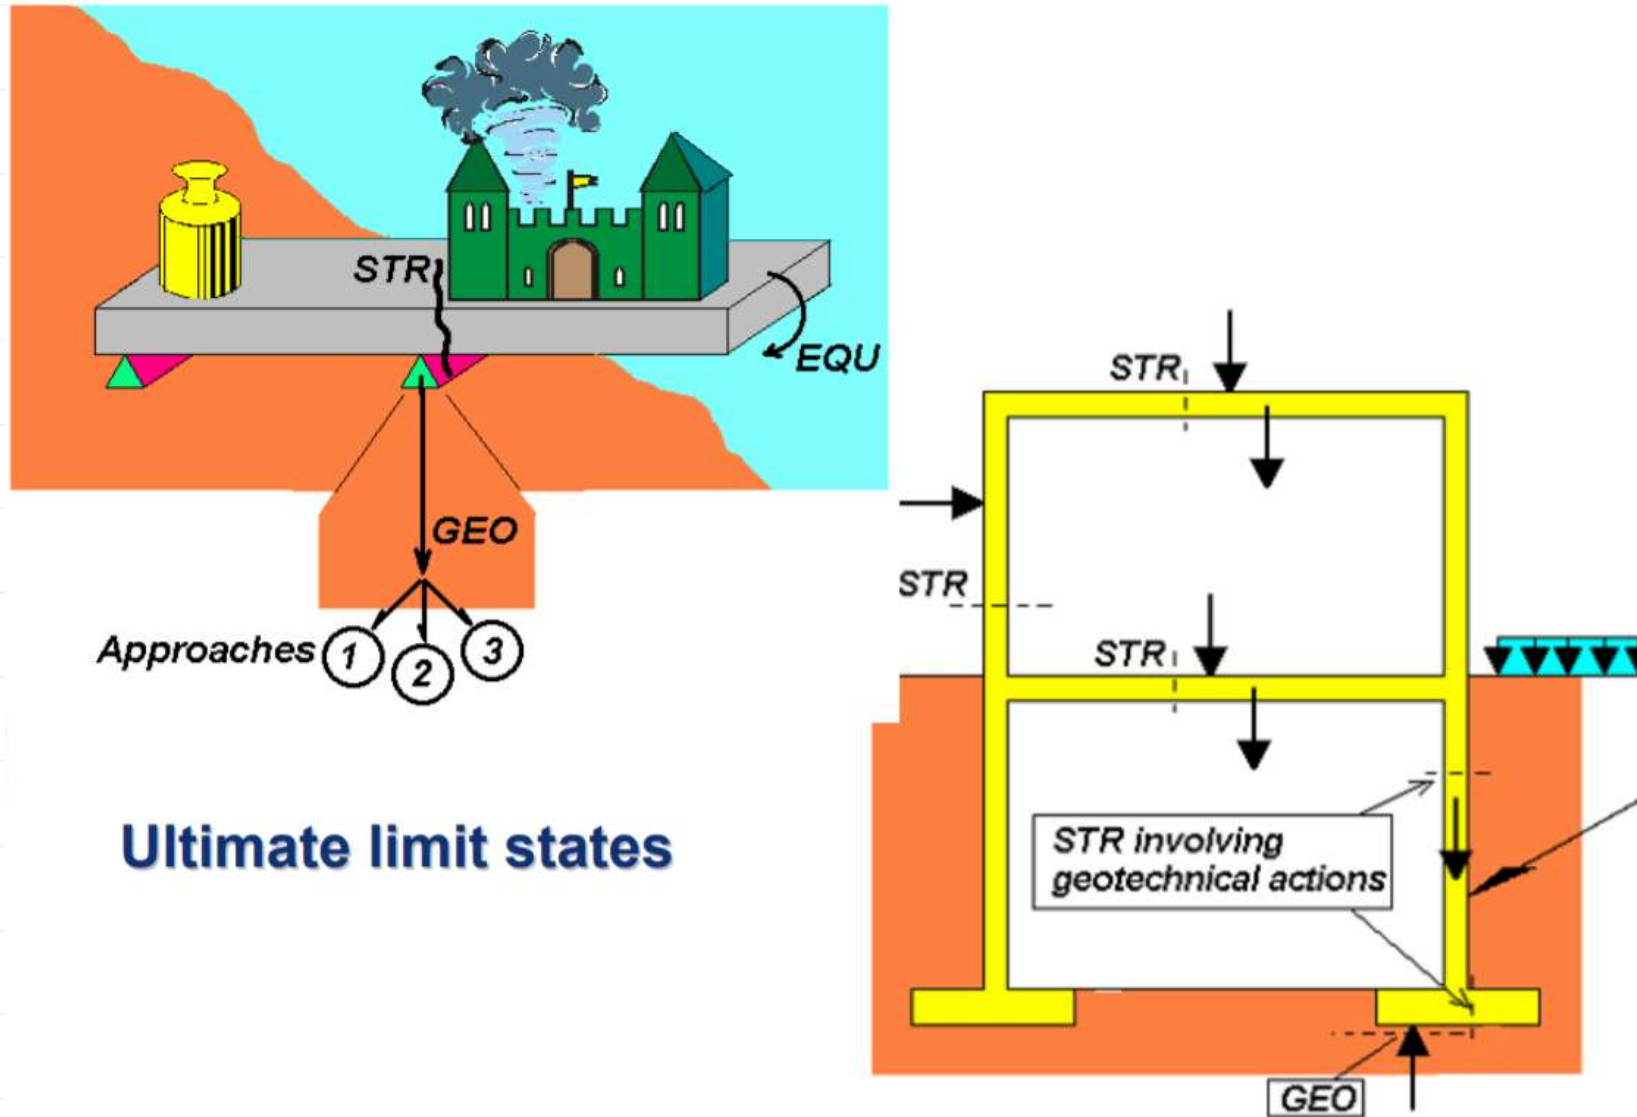 STR
EQU
GEO
Approaches 1 2 3
Ultimate limit states
STR
STR
STR
STR involving
geotechnical actions
GEO